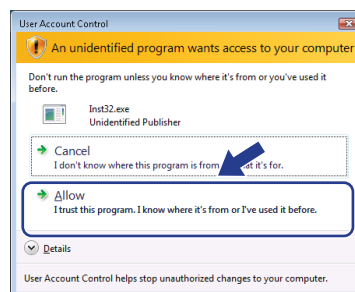 User Account Control
An unidentified program wants access to your computer
Don't run the program unless you know where it's from or you've used it
before.
Inst32.exe
Unidentified Publisher
Cancel
I don't know where this program is from it's for.
Allow
I trust this program. I know where it's from or I've used it before.
Details
User Account Control helps stop unauthorized changes to your computer.